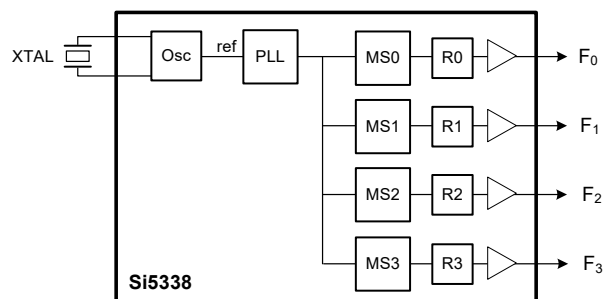 XTAL
Osc
ref
PLL
MS0
R0
F0
MS1
R1
F1
MS2
R2
F2
MS3
R3
F3
Si5338